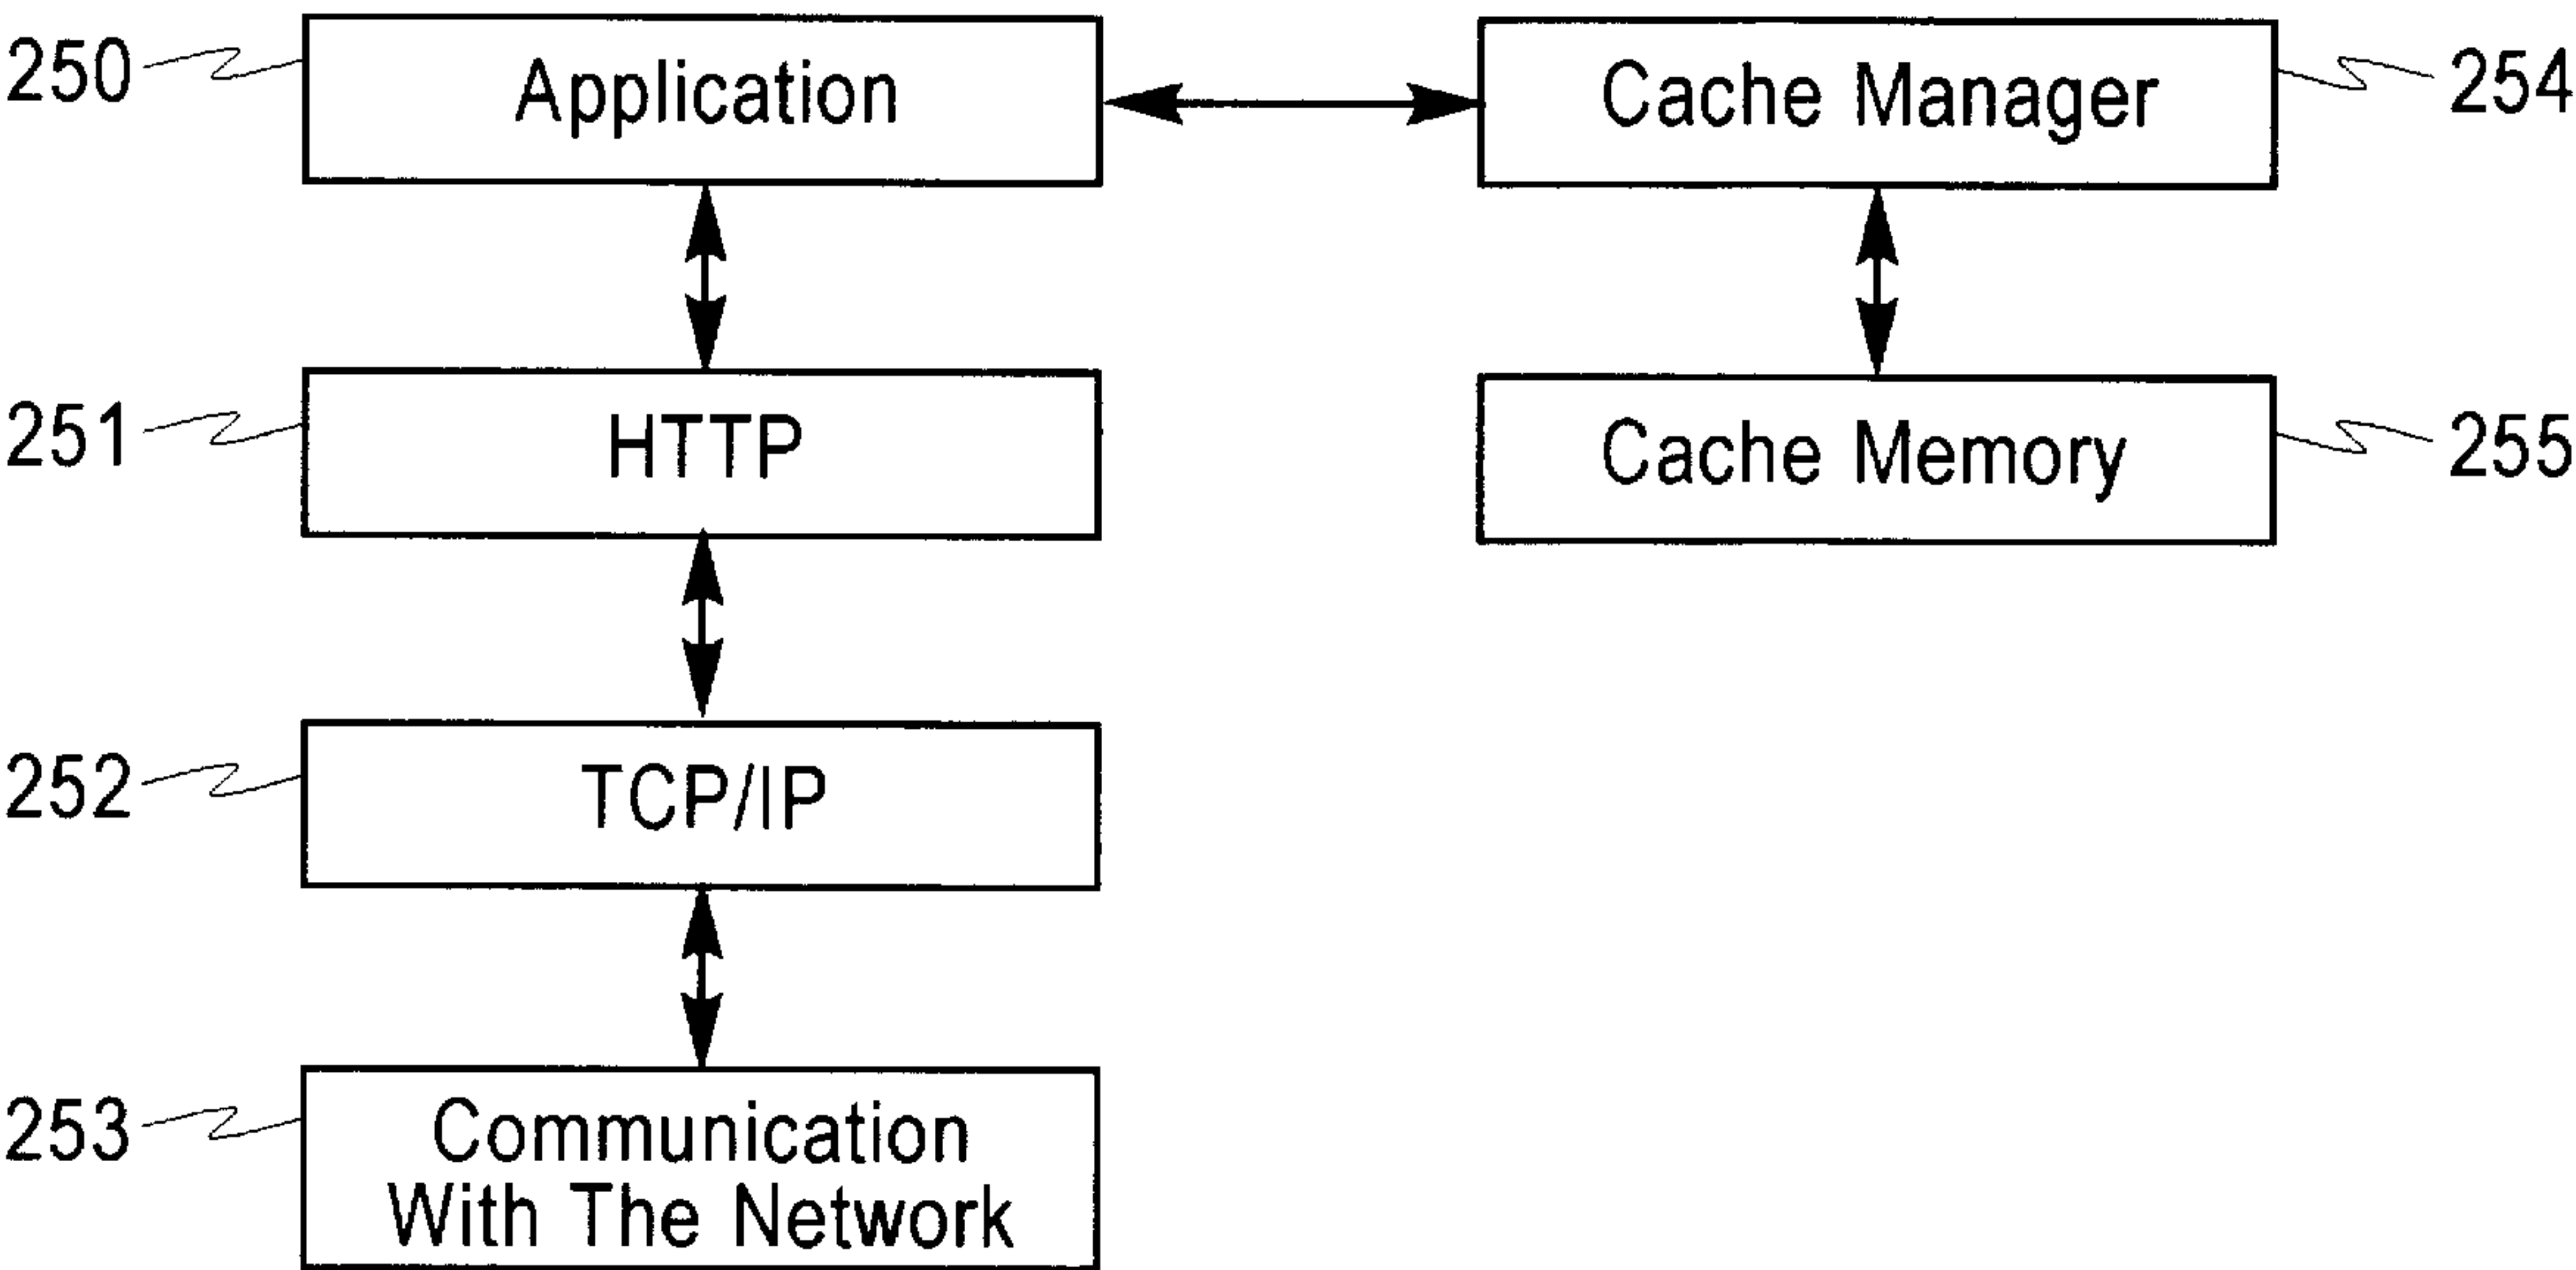 250
Application
Cache Manager
254
251
HTTP
Cache Memory
255
252
TCP/IP
253
Communication
With The Network